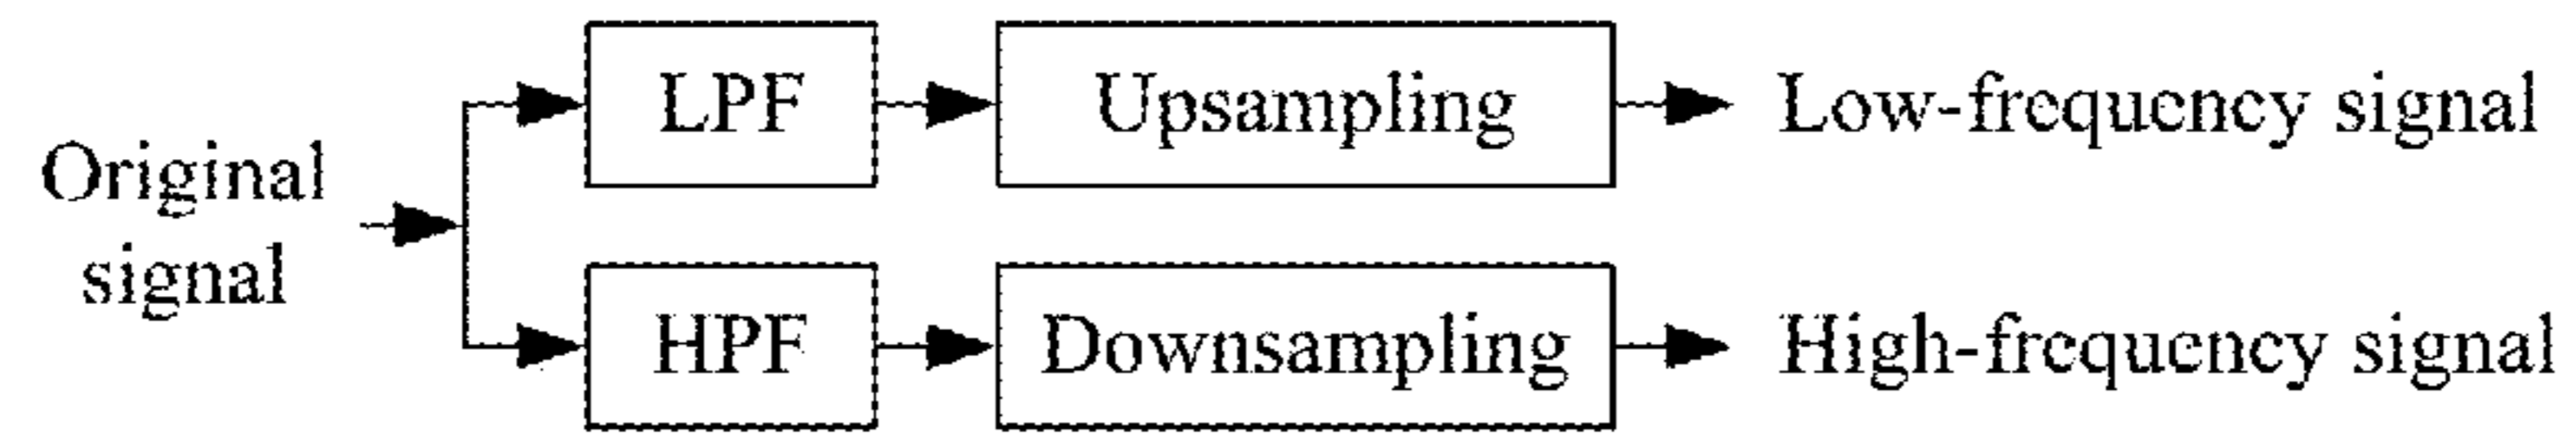 Original
signal
LPF
Upsampling
Low-frequency signal
HPF
Downsampling
High-frequency signal